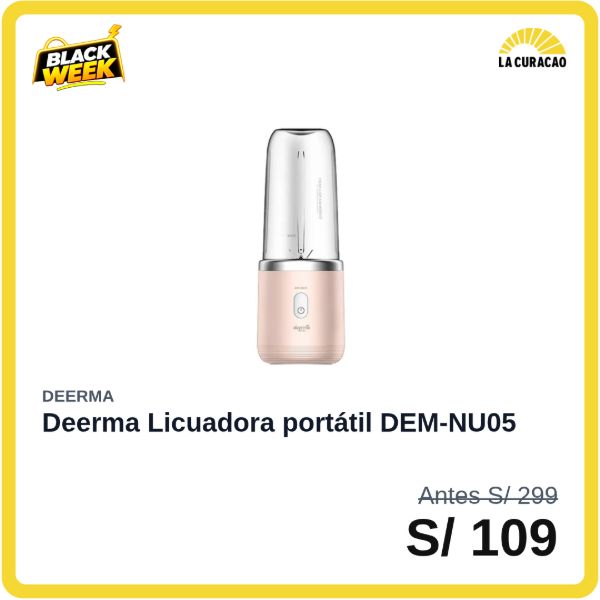 BLACK
WEEK
LA CURACAO
DEERMA
Deerma Licuadora portátil DEM-NU05
Antes S/ 299
S/ 109